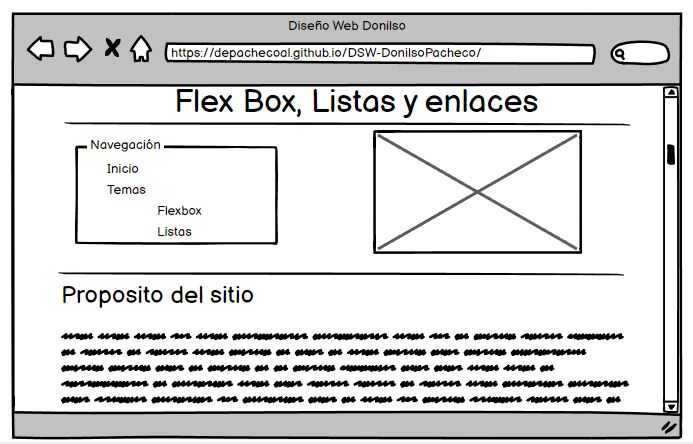 Diseño Web Donilso
https://depachecoal.github.io/DSW-DonilsoPacheco/
Flex Box, Listas y enlaces
Navegación
Inicio
Temas
Flexbox
Listas
Proposito del sitio